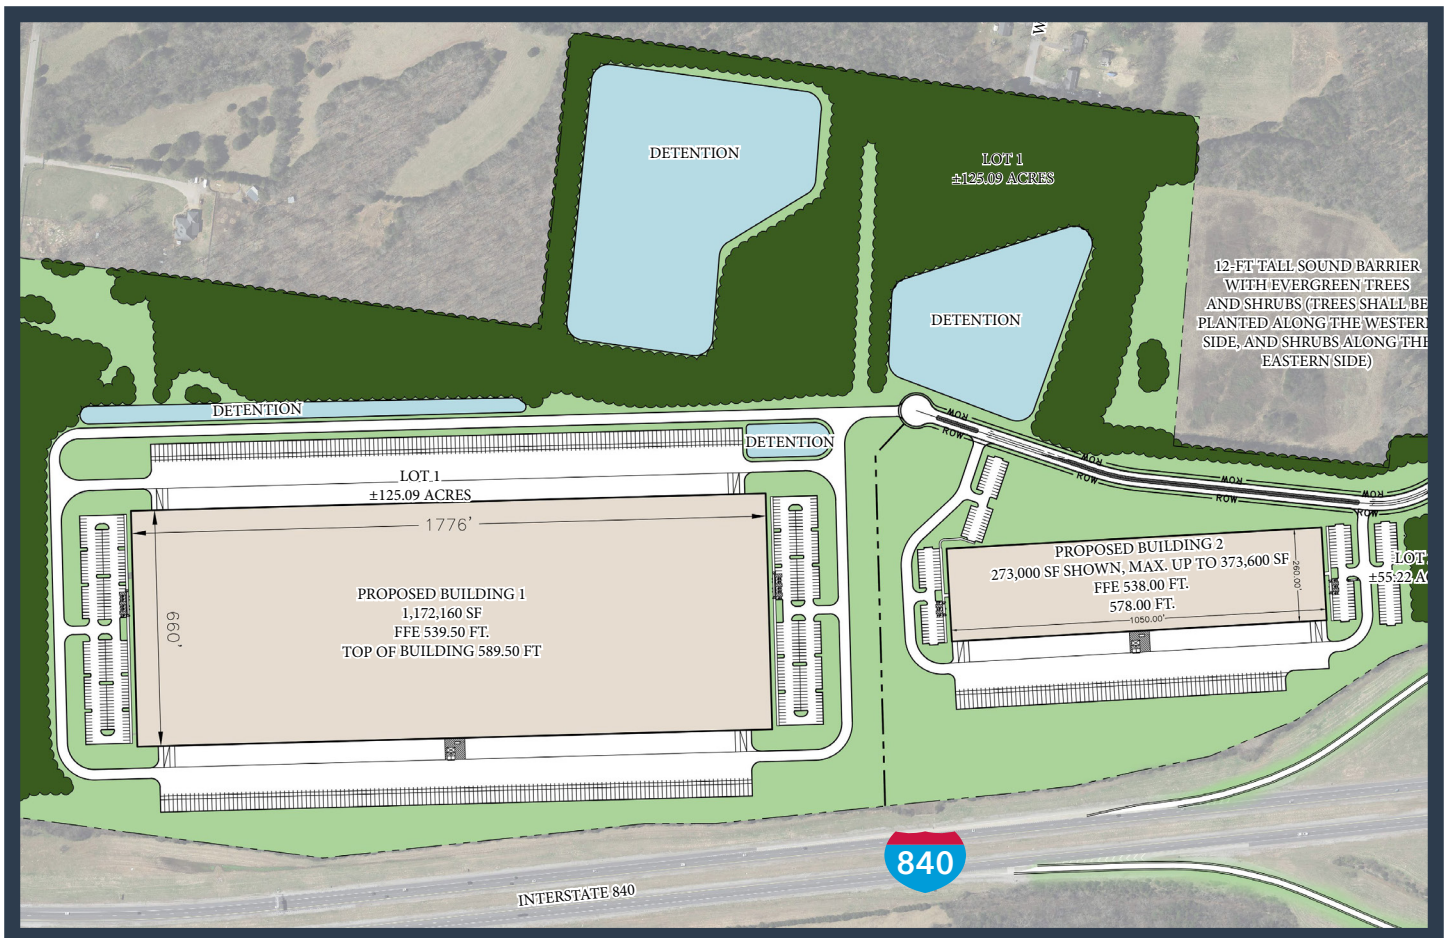 W
DETENTION
LOT 1
±125.09 ACRES
12-FT TALL SOUND BARRIER
WITH EVERGREEN TREES
AND SHRUBS (TREES SHALL BE
PLANTED ALONG THE WESTER
SIDE, AND SHRUBS ALONG THE
EASTERN SIDE)
DETENTION
DETENTION
DETENTION
ROW
ROW
ROW
ROW
ROW
ROW
ROW
ROW
LOT 1
±125.09 ACRES
1776'
660'
PROPOSED BUILDING 1
1,172,160 SF
FFE 539.50 FT.
TOP OF BUILDING 589.50 FT
PROPOSED BUILDING 2
273,000 SF SHOWN, MAX. UP TO 373,600 SF
FFE 538.00 FT.
578.00 FT.
260.00'
1050.00'
LOT
±55.22 A
840
INTERSTATE 840